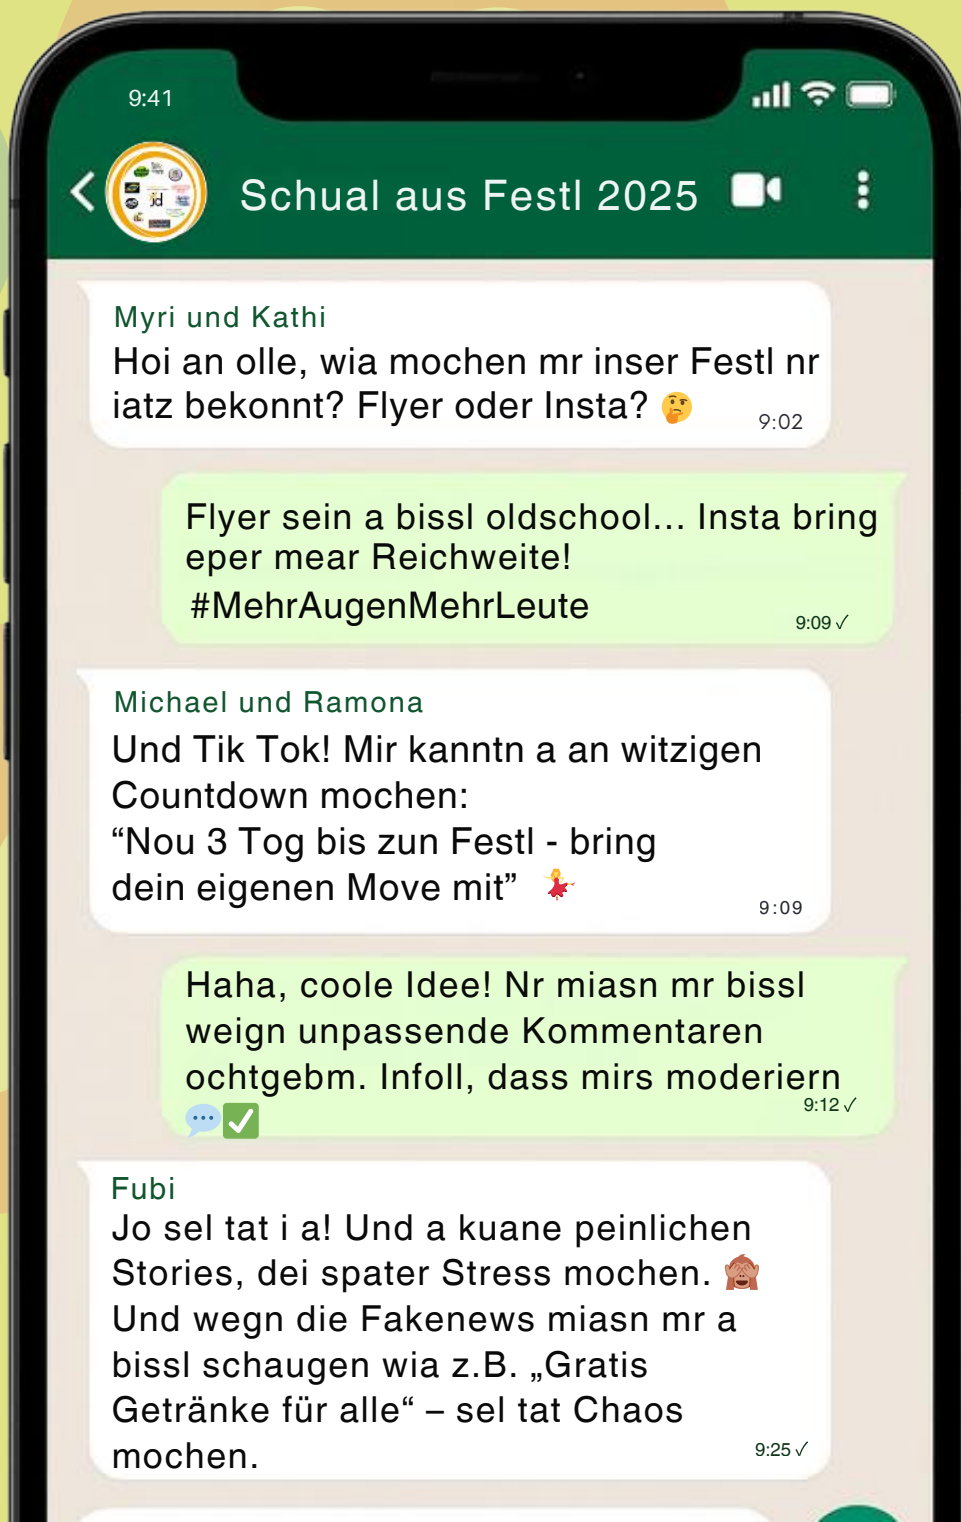 9:41
jd
Schual aus Festl 2025
Myri und Kathi
Hoi an olle, wia mochen mr inser Festl nr
iatz bekonnt? Flyer oder Insta? 🤔
9:02
Flyer sein a bissl oldschool... Insta bring
eper mear Reichweite!
#MehrAugenMehrLeute
9:09 ✓
Michael und Ramona
Und Tik Tok! Mir kanntn a an witzigen
Countdown mochen:
“Nou 3 Tog bis zun Festl - bring
dein eigenen Move mit” 💃
9:09
Haha, coole Idee! Nr miasn mr bissl
weign unpassende Kommentaren
ochtgebm. Infoll, dass mirs moderiern
9:12 ✓
💬✅
Fubi
Jo sel tat i a! Und a kuane peinlichen
Stories, dei spater Stress mochen. 🙈
Und wegn die Fakenews miasn mr a
bissl schaugen wia z.B. „Gratis
Getränke für alle“ – sel tat Chaos
mochen.
9:25 ✓